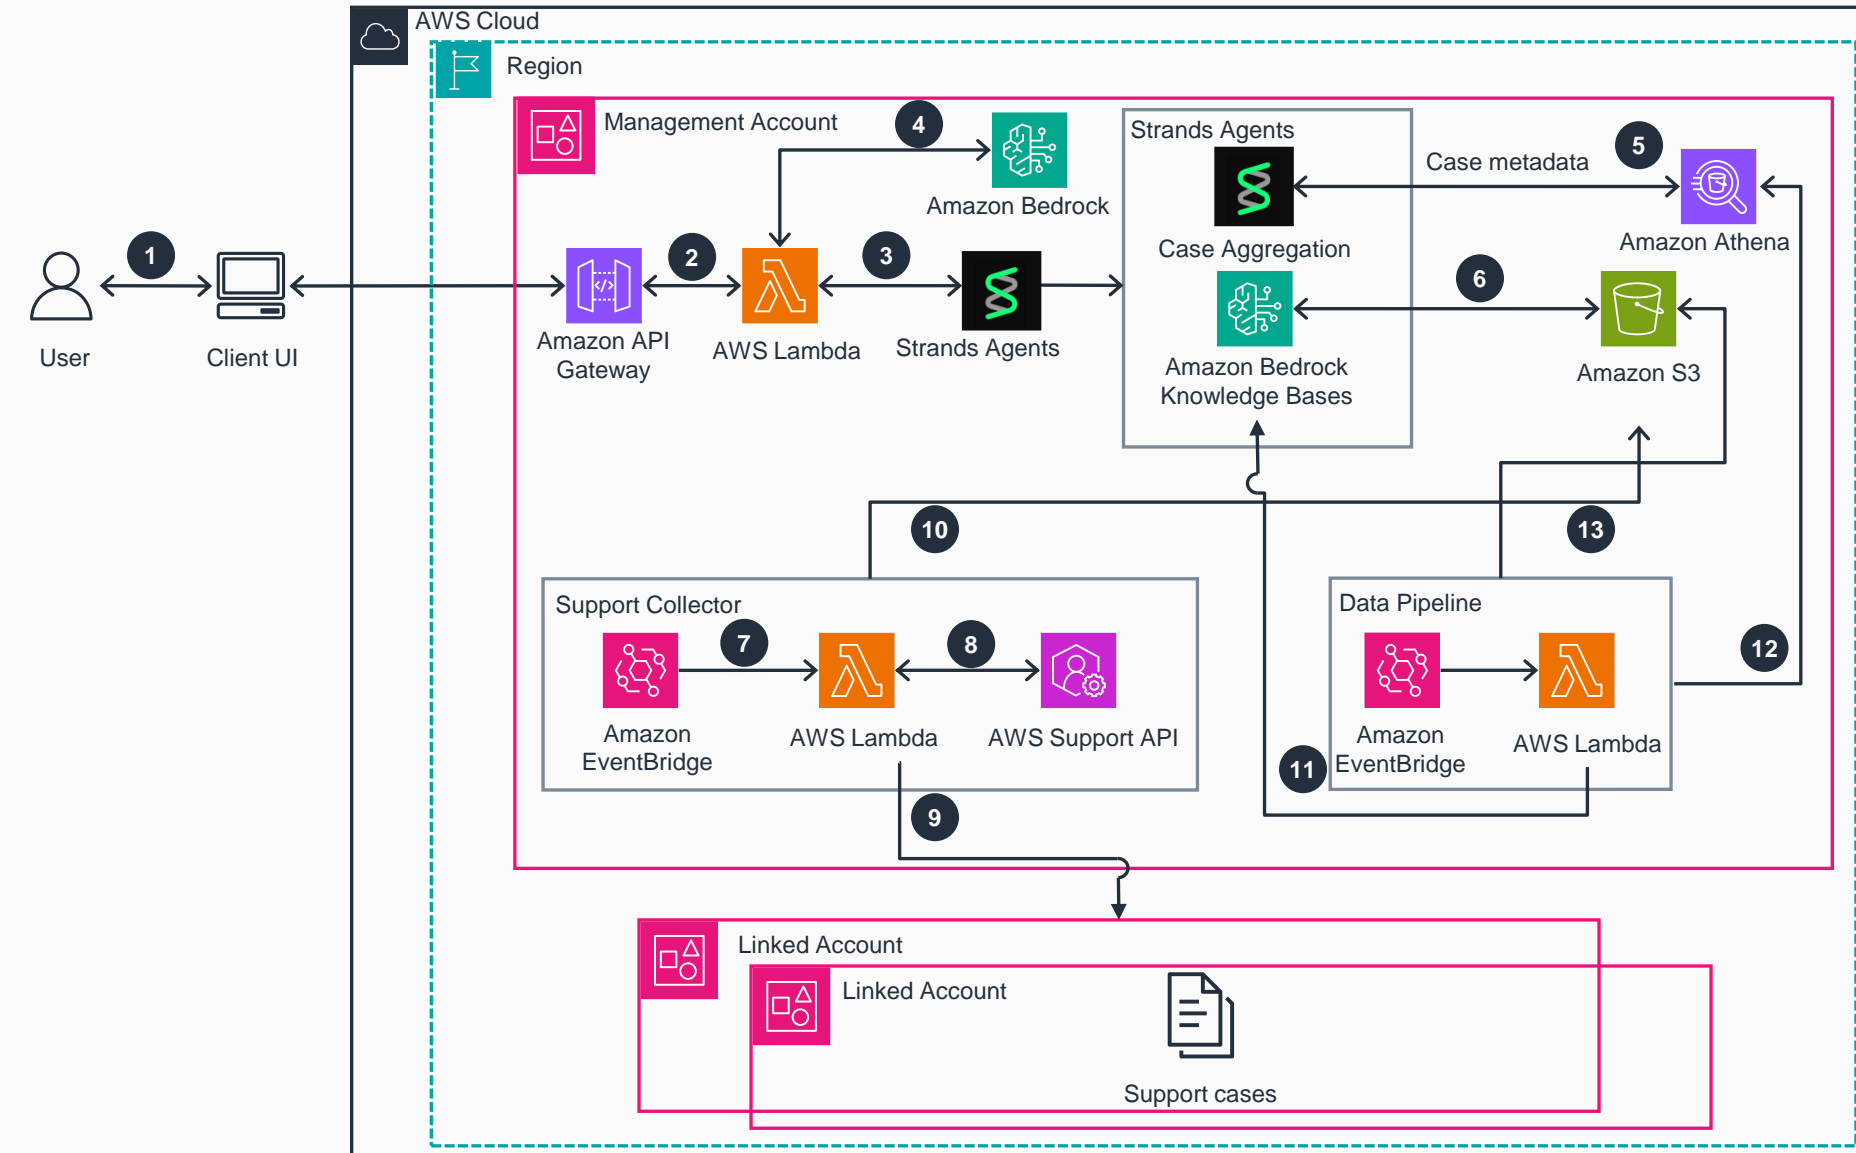 AWS Cloud
Region
Management Account
4
Amazon Bedrock
Strands Agents
Case Aggregation
Amazon Bedrock
Knowledge Bases
Case metadata
5
Amazon Athena
6
Amazon S3
1
User
Client UI
2
Amazon API
Gateway
AWS Lambda
3
Strands Agents
10
13
Support Collector
7
8
Amazon
EventBridge
AWS Lambda
AWS Support API
9
Data Pipeline
Amazon
EventBridge
AWS Lambda
11
12
Linked Account
Linked Account
Support cases